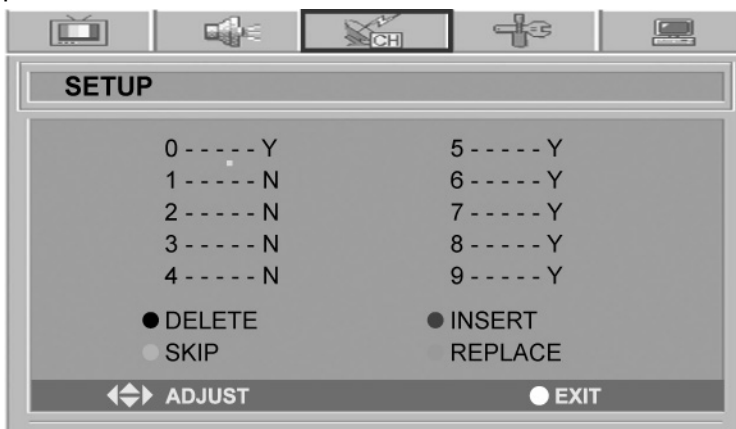 CH
SETUP
0 - - - - - Y
5 - - - - - Y
1 - - - - - N
6 - - - - - Y
2 - - - - - N
7 - - - - - Y
3 - - - - - N
8 - - - - - Y
4 - - - - - N
9 - - - - - Y
DELETE
INSERT
SKIP
REPLACE
ADJUST
EXIT